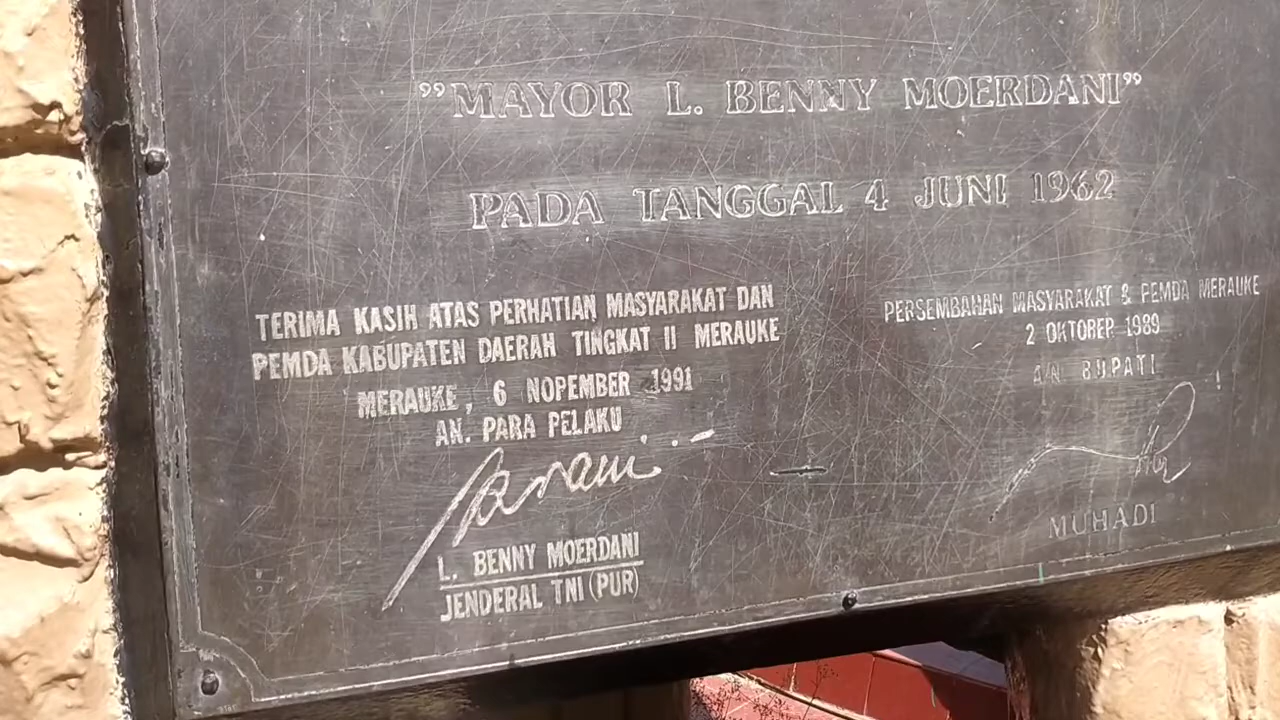 ”MAYOR L. BENNY MOERDANI”
PADA TANGGAL 4 JUNI 1962
TERIMA KASIH ATAS PERHATIAN MASYARAKAT DAN
PEMDA KABUPATEN DAERAH TINGKAT II MERAUKE
MERAUKE, 6 NOPEMBER 1991
AN. PARA PELAKU
L. BENNY MOERDANI
JENDERAL TNI (PUR)
PERSEMBAHAN MASYARAKAT & PEMDA MERAUKE
2 OKTOBER 1989
A/N BUPATI
MUHADI